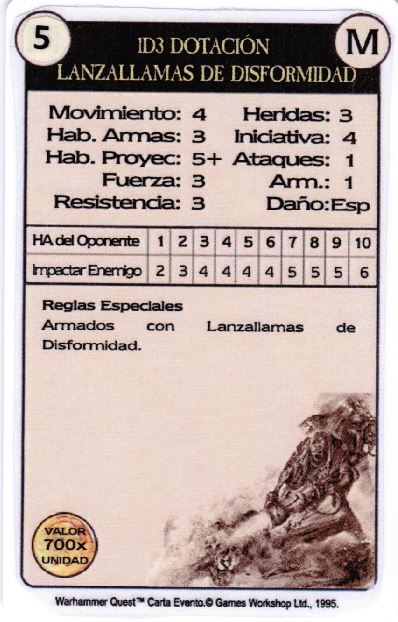 5
1D3 DOTACIÓN
M
LANZALLAMAS DE DISFORMIDAD
Movimiento: 4 Heridas: 3
Hab. Armas: 3 Iniciativa: 4
Hab. Proyec: 5+ Ataques: 1
Fuerza: 3 Arm.: 1
Resistencia: 3 Daño:Esp
HA del Oponente 1 2 3 4 5 6 7 8 9 10
Impactar Enemigo 2 3 4 4 4 4 5 5 5 6
Reglas Especiales
Armados con Lanzallamas de
Disformidad.
VALOR
700x
UNIDAD
Warhammer Quest™ Carta Evento.© Games Workshop Ltd., 1995.